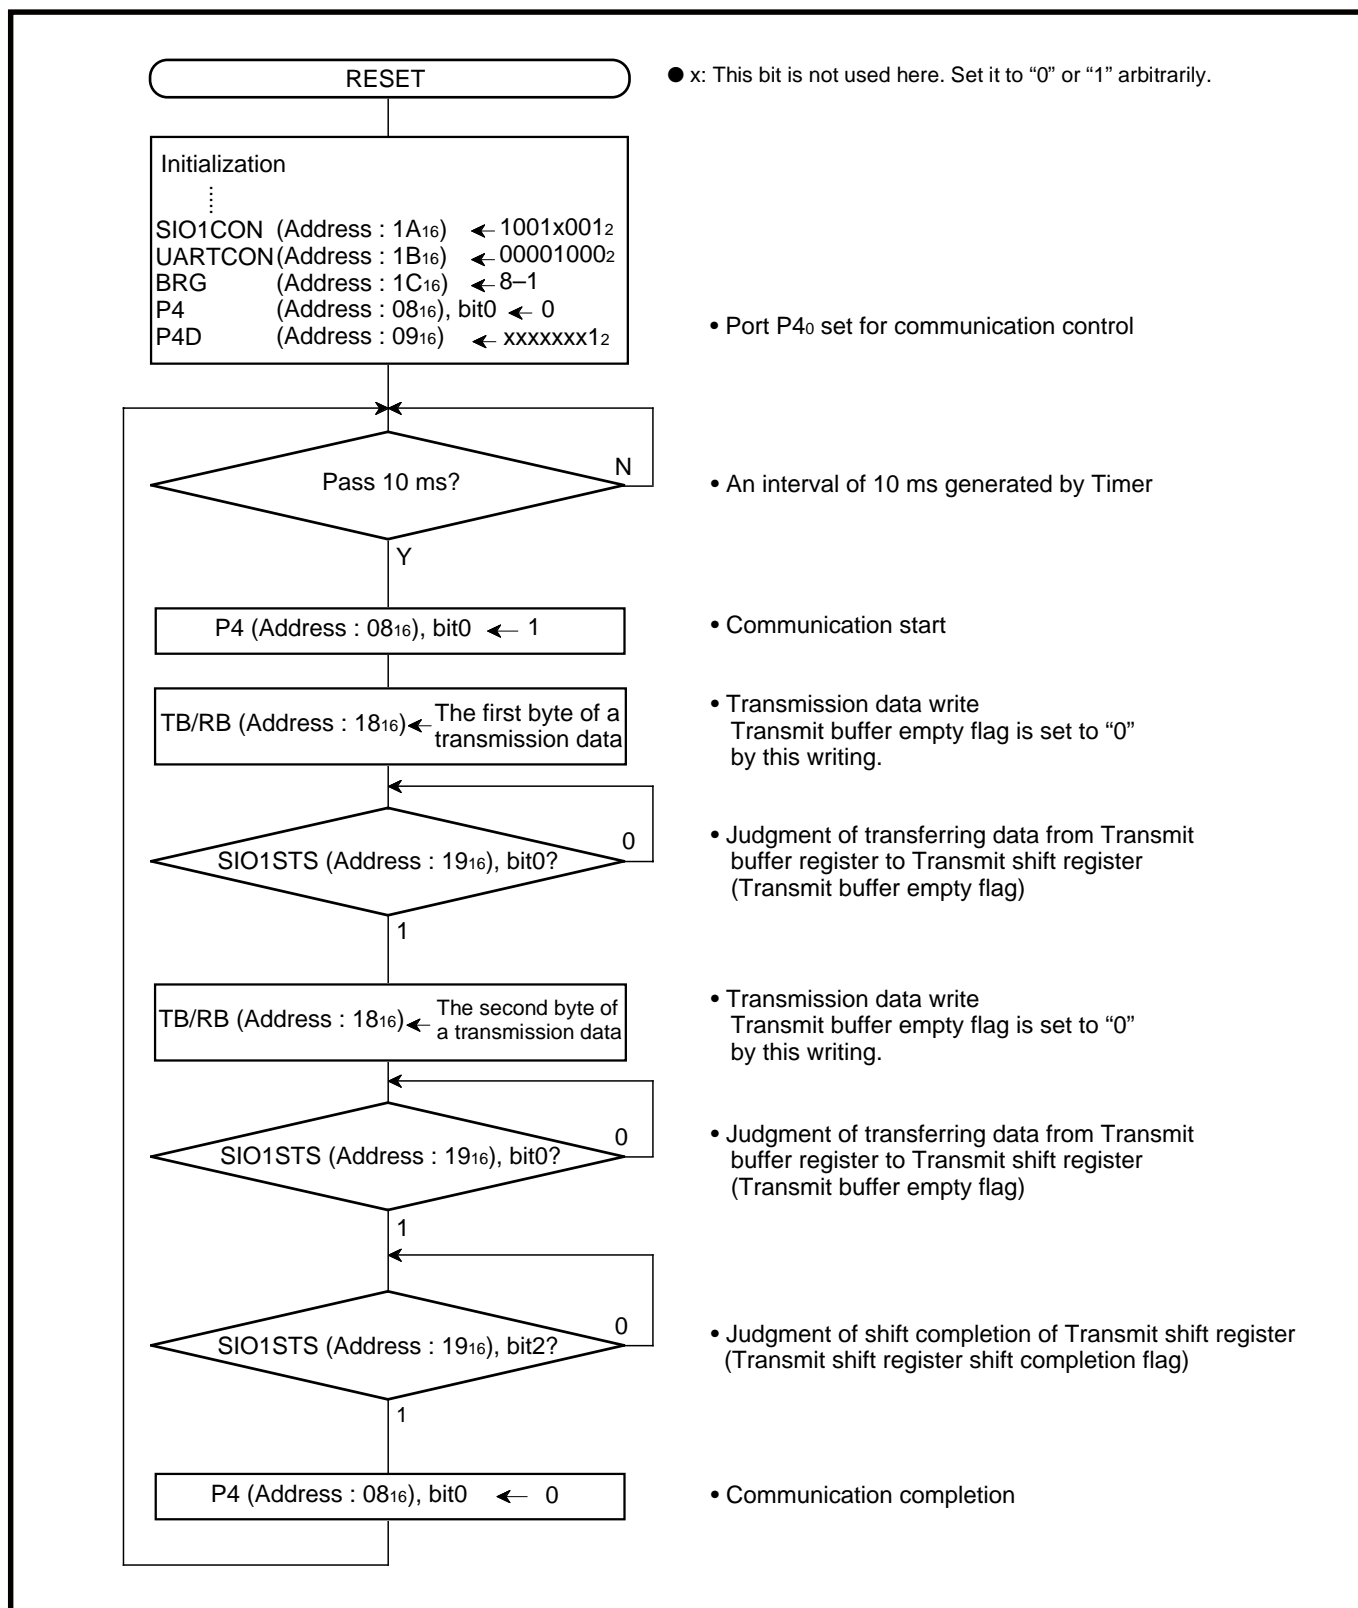 RESET
● x: This bit is not used here. Set it to “0” or “1” arbitrarily.
Initialization
SIO1CON (Address : 1A₁₆) ← 1001x001₂
UARTCON (Address : 1B₁₆) ← 00001000₂
BRG (Address : 1C₁₆) ← 8–1
P4 (Address : 08₁₆), bit0 ← 0
P4D (Address : 09₁₆) ← xxxxxxx1₂
• Port P4₀ set for communication control
Pass 10 ms?
N
• An interval of 10 ms generated by Timer
Y
P4 (Address : 08₁₆), bit0 ← 1
• Communication start
TB/RB (Address : 18₁₆) ← The first byte of a
transmission data
• Transmission data write
Transmit buffer empty flag is set to “0”
by this writing.
SIO1STS (Address : 19₁₆), bit0?
0
• Judgment of transferring data from Transmit
buffer register to Transmit shift register
(Transmit buffer empty flag)
1
TB/RB (Address : 18₁₆) ← The second byte of
a transmission data
• Transmission data write
Transmit buffer empty flag is set to “0”
by this writing.
SIO1STS (Address : 19₁₆), bit0?
0
• Judgment of transferring data from Transmit
buffer register to Transmit shift register
(Transmit buffer empty flag)
1
SIO1STS (Address : 19₁₆), bit2?
0
• Judgment of shift completion of Transmit shift register
(Transmit shift register shift completion flag)
1
P4 (Address : 08₁₆), bit0 ← 0
• Communication completion